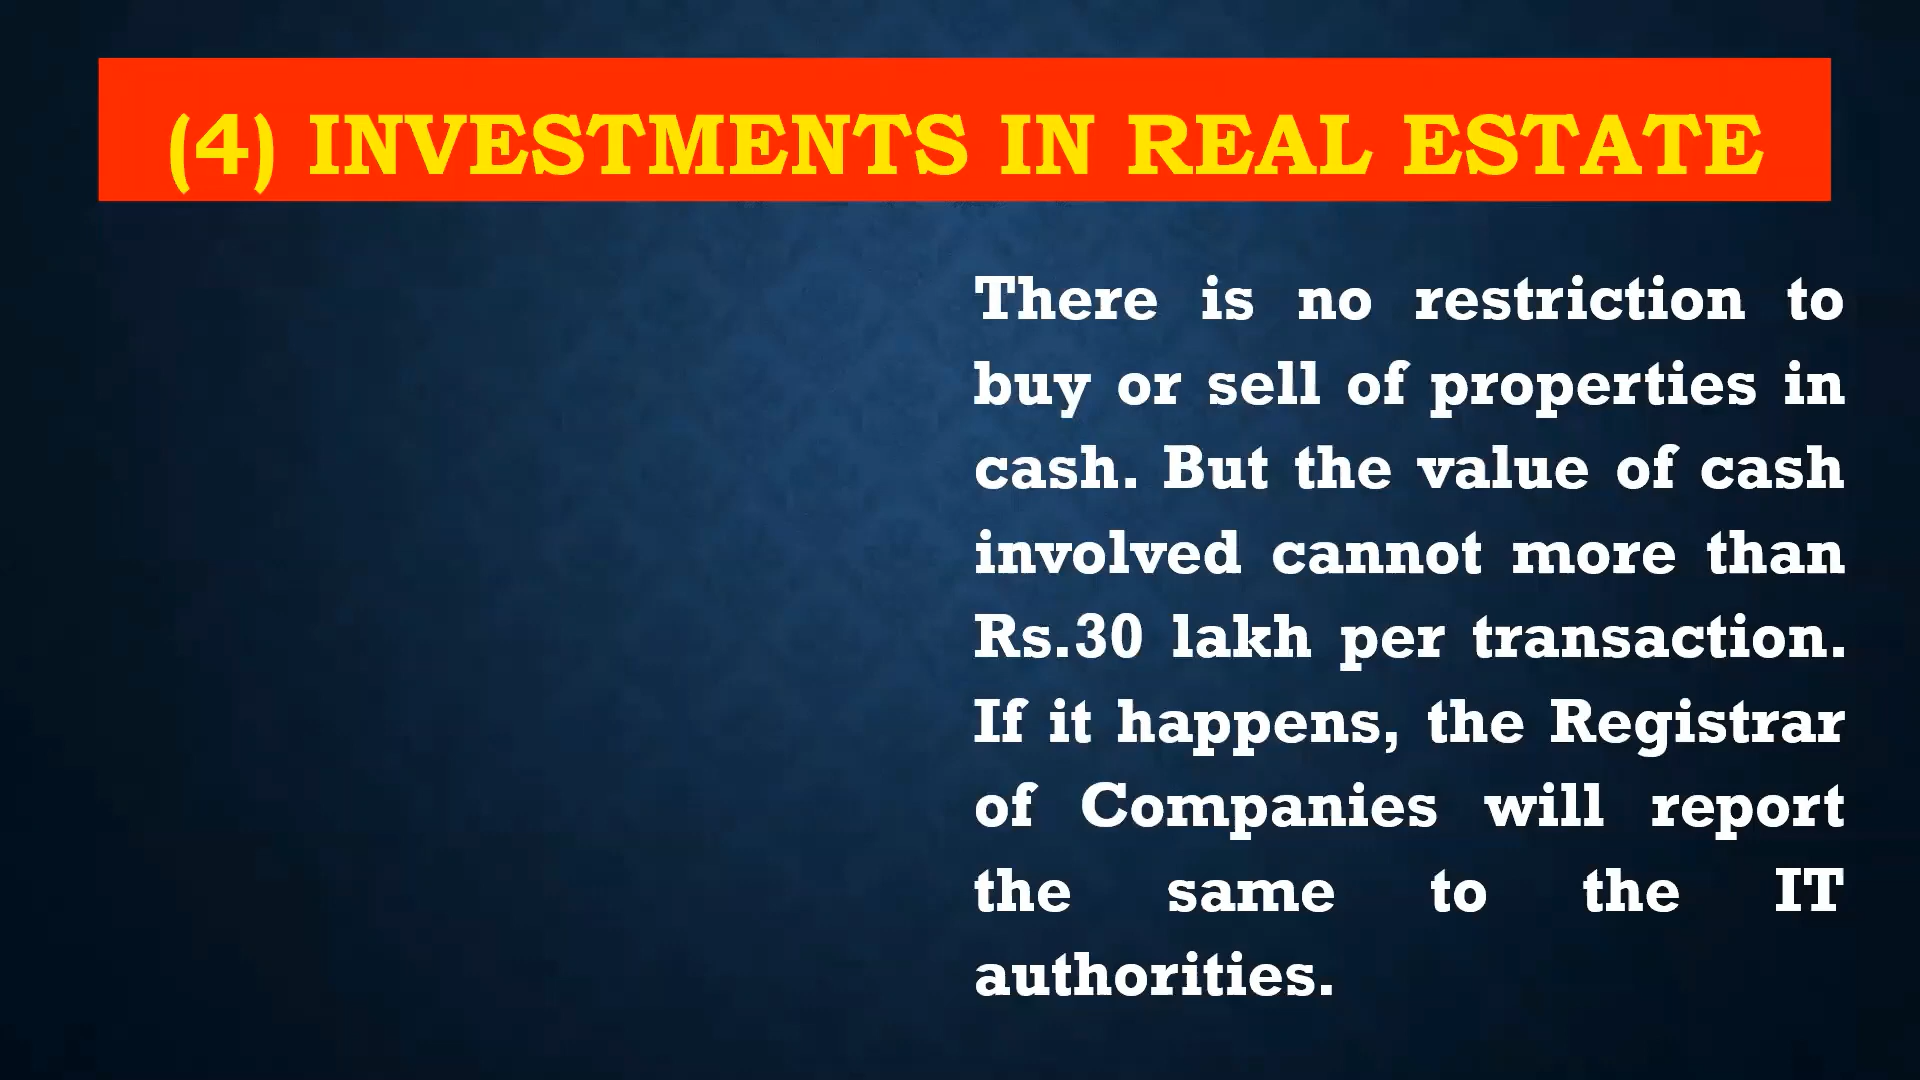 (4) INVESTMENTS IN REAL ESTATE
There is no restriction to
buy or sell of properties in
cash. But the value of cash
involved cannot more than
Rs.30 lakh per transaction.
If it happens, the Registrar
of Companies will report
the same to the IT
authorities.